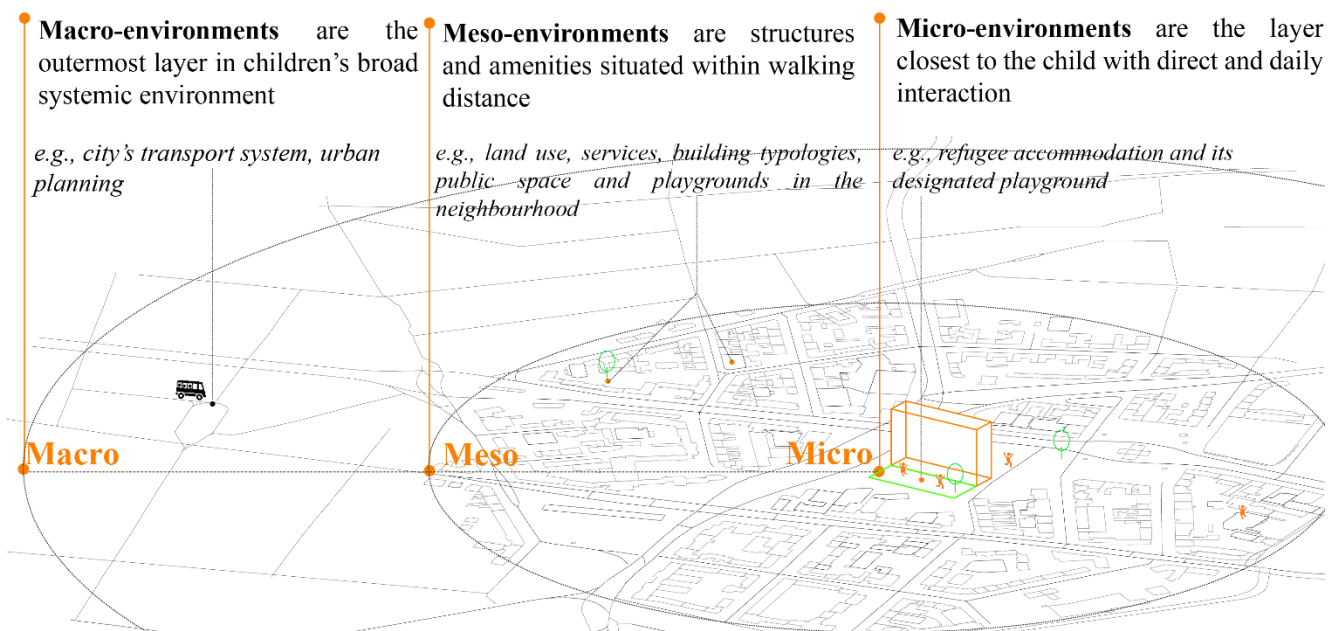 Macro-environments are the
outermost layer in children's broad
systemic environment
e.g., city's transport system, urban
planning
Meso-environments are structures
and amenities situated within walking
distance
e.g., land use, services, building typologies,
public space and playgrounds in the
neighbourhood
Micro-environments are the layer
closest to the child with direct and daily
interaction
e.g., refugee accommodation and its
designated playground
Macro
Meso
Micro